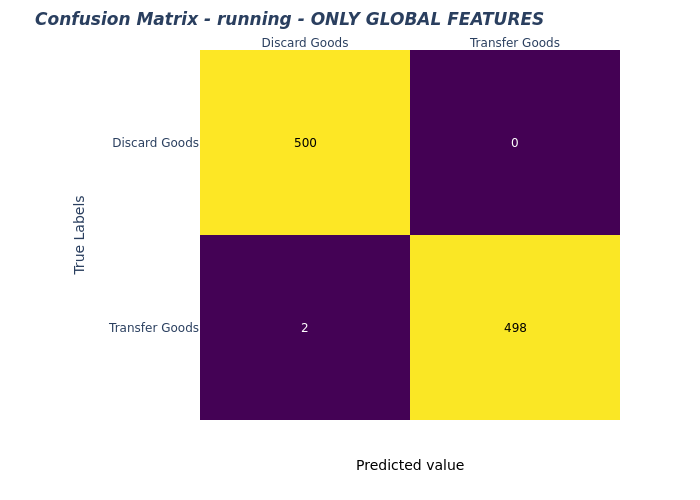 Confusion Matrix - running - ONLY GLOBAL FEATURES
Discard Goods Transfer Goods
Discard Goods 500 0
True Labels
Transfer Goods 2 498
Predicted value